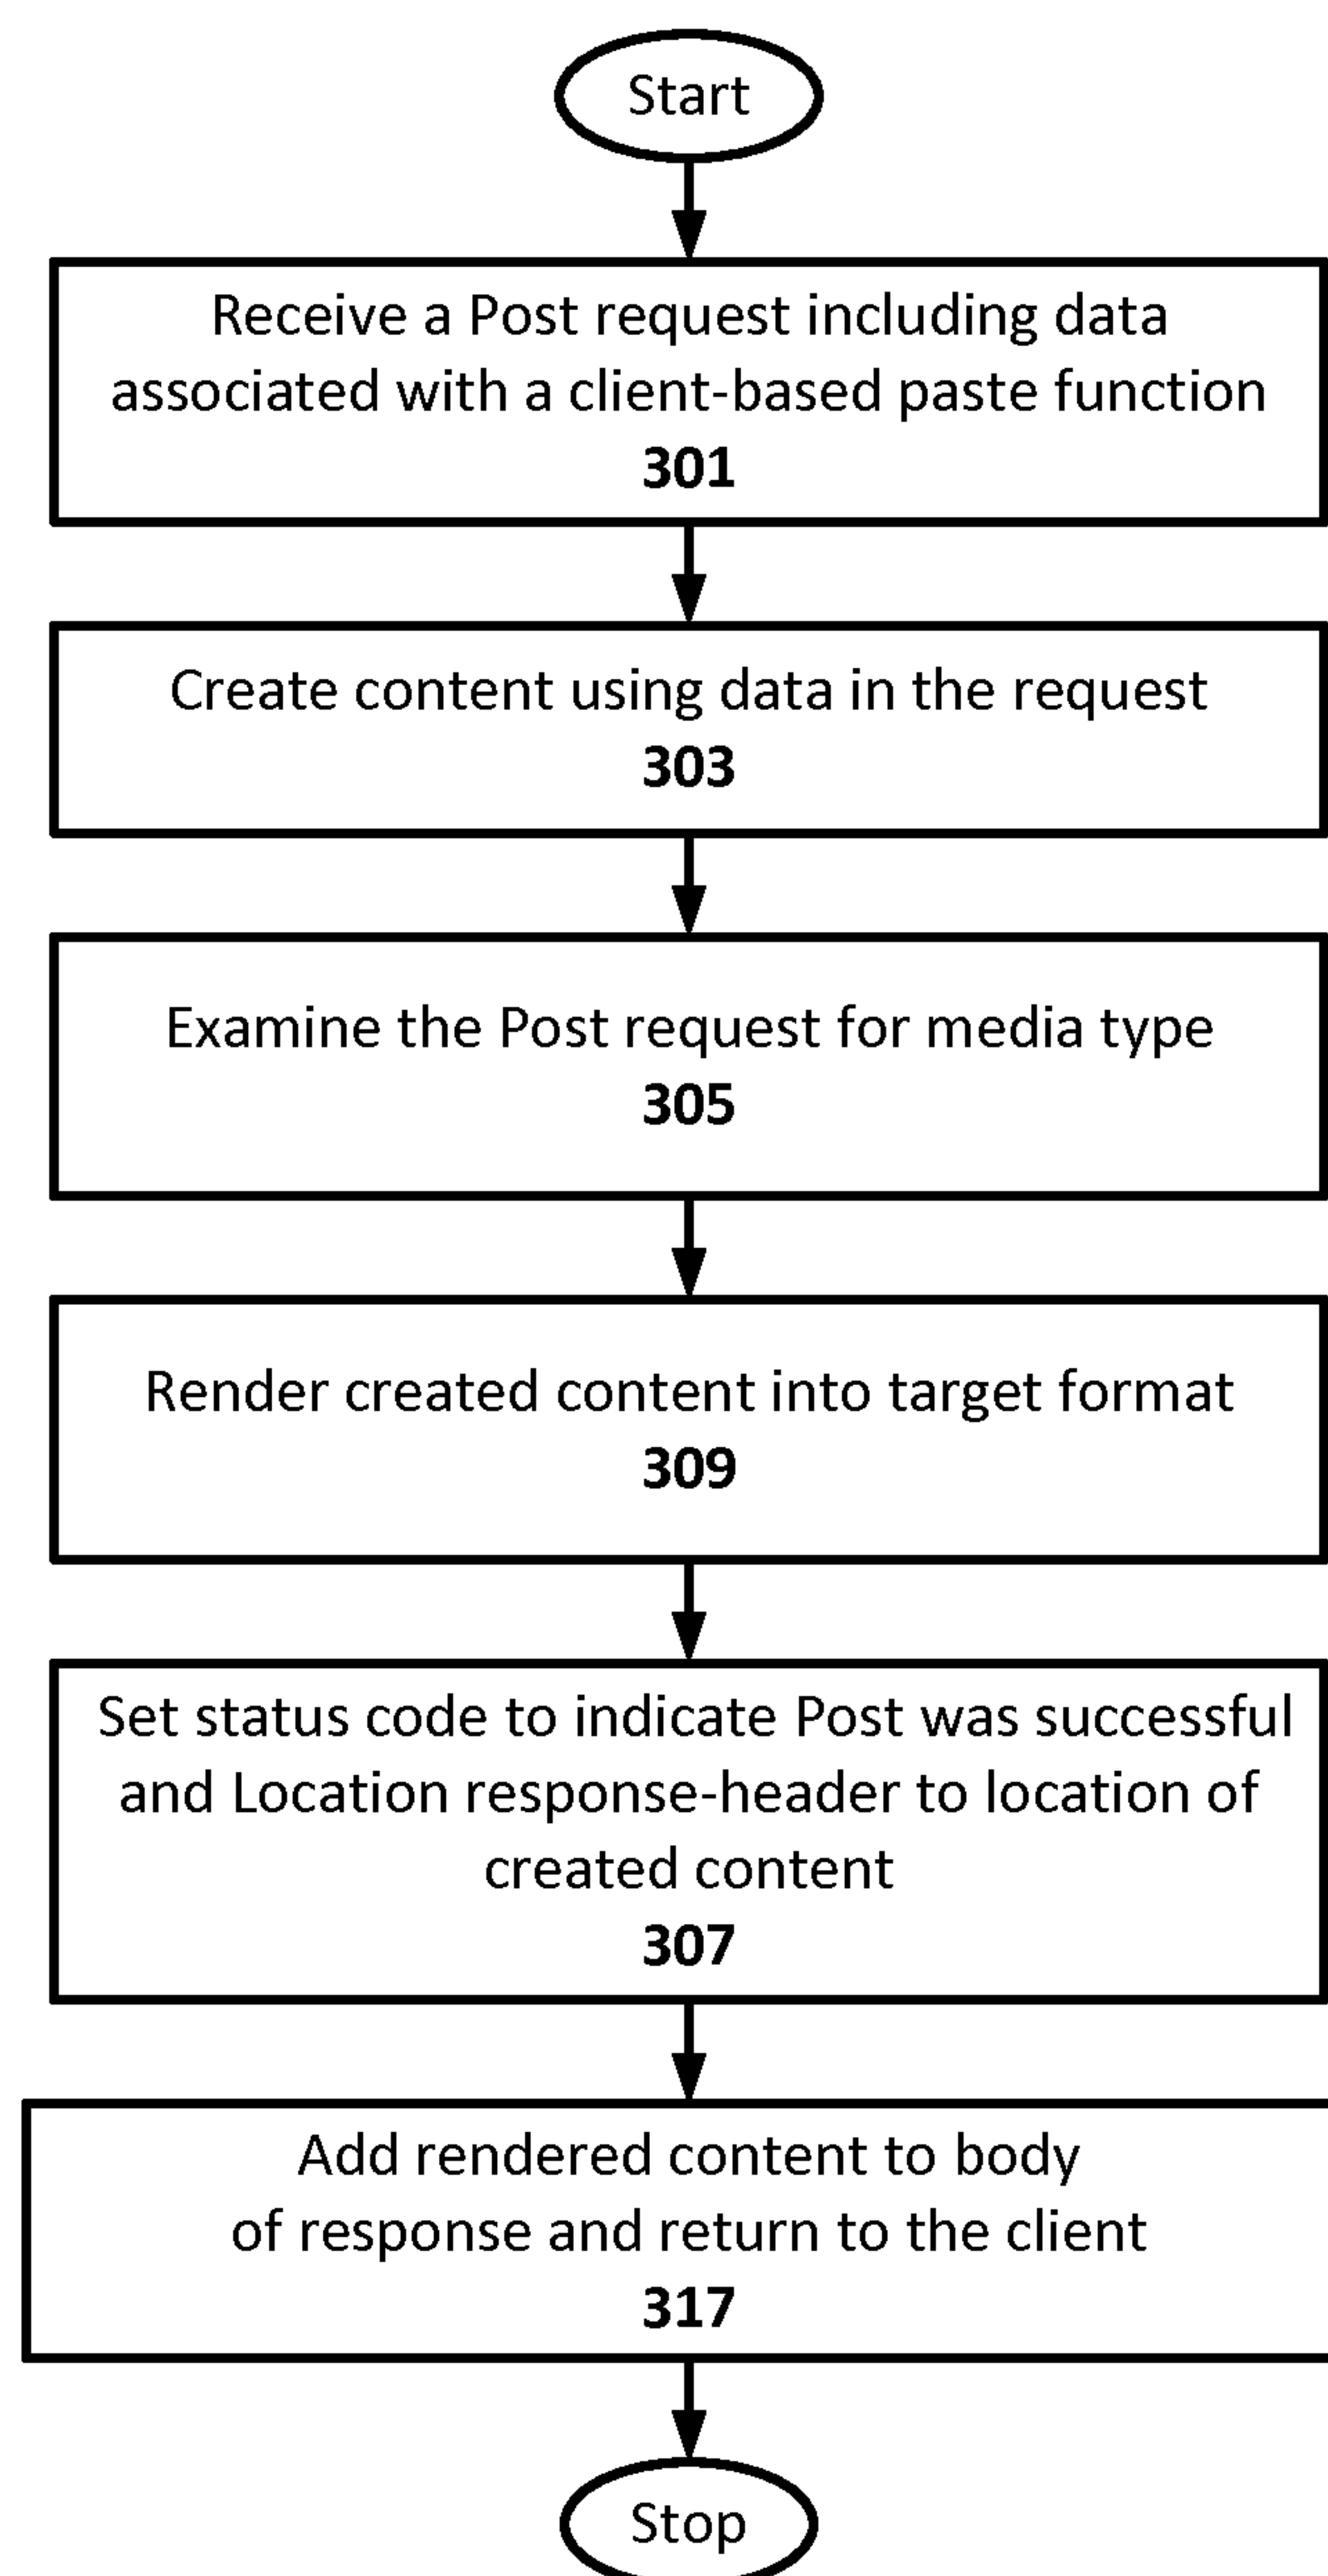 Start
Receive a Post request including data
associated with a client-based paste function
301
Create content using data in the request
303
Examine the Post request for media type
305
Render created content into target format
309
Set status code to indicate Post was successful
and Location response-header to location of
created content
307
Add rendered content to body
of response and return to the client
317
Stop